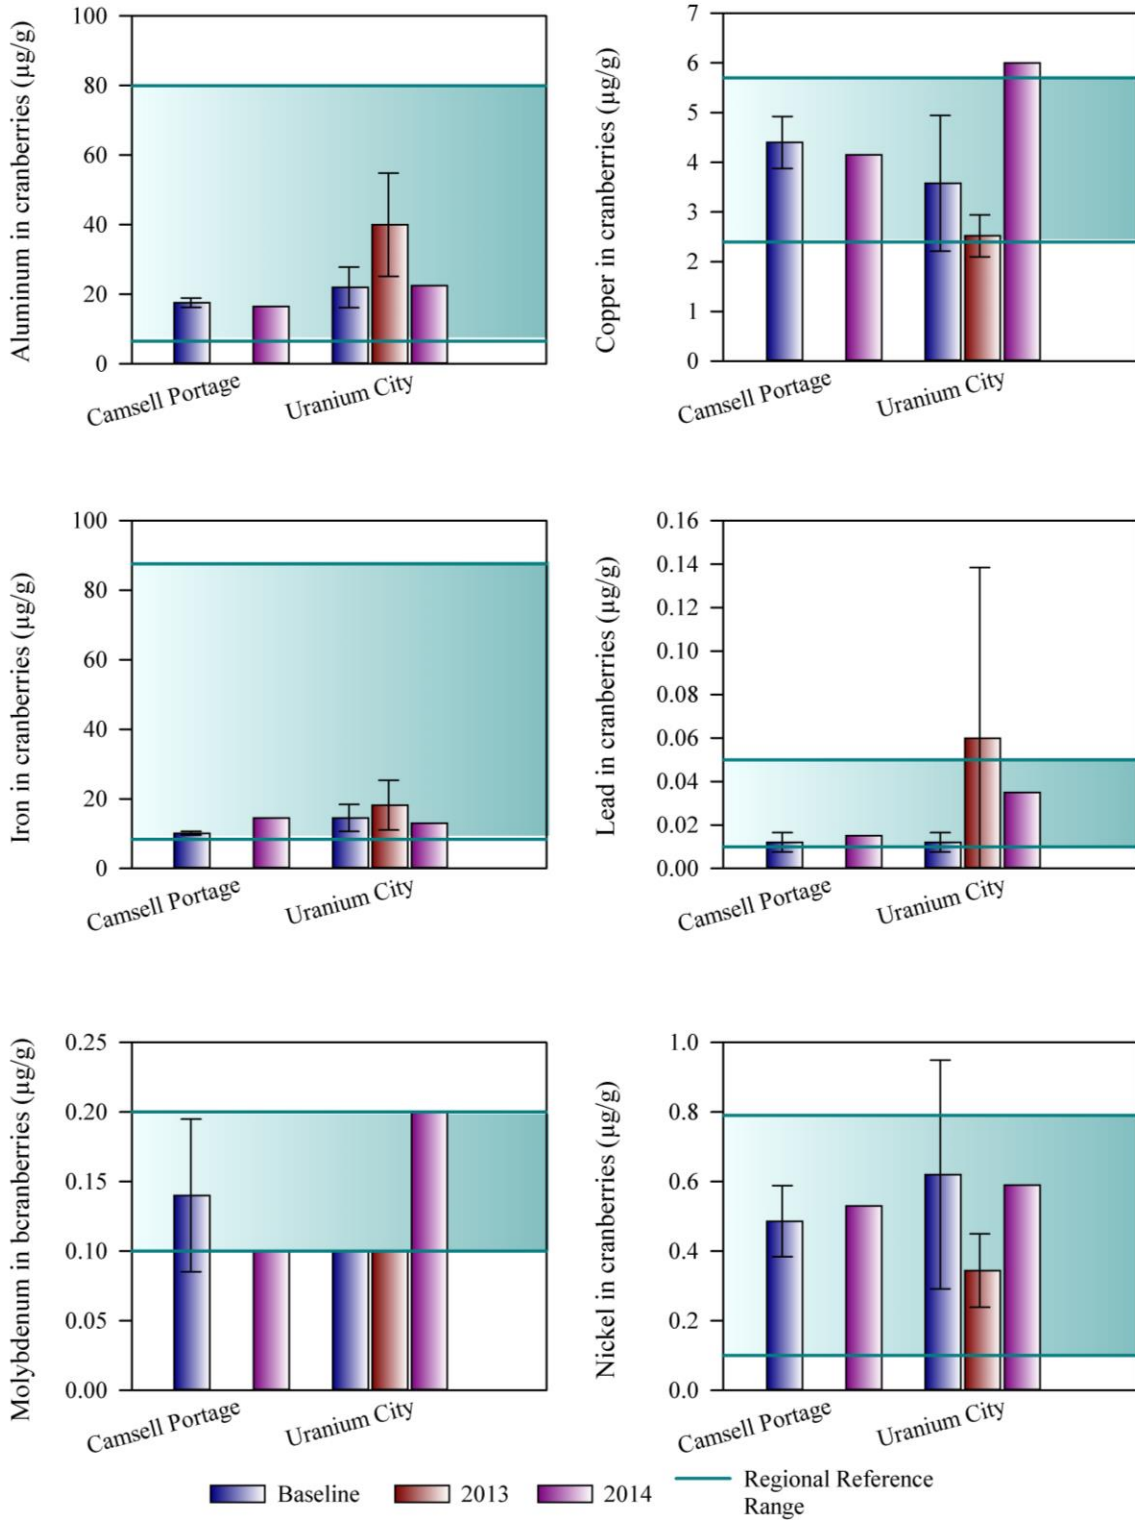 Aluminum in cranberries (µg/g)
100
80
60
40
20
0
Camsell Portage
Uranium City
Copper in cranberries (µg/g)
7
6
5
4
3
2
1
0
Camsell Portage
Uranium City
Iron in cranberries (µg/g)
100
80
60
40
20
0
Camsell Portage
Uranium City
Lead in cranberries (µg/g)
0.16
0.14
0.12
0.10
0.08
0.06
0.04
0.02
0.00
Camsell Portage
Uranium City
Molybdenum in bcranberries (µg/g)
0.25
0.20
0.15
0.10
0.05
0.00
Camsell Portage
Uranium City
Nickel in cranberries (µg/g)
1.0
0.8
0.6
0.4
0.2
0.0
Camsell Portage
Uranium City
Baseline
2013
2014
Regional Reference
Range